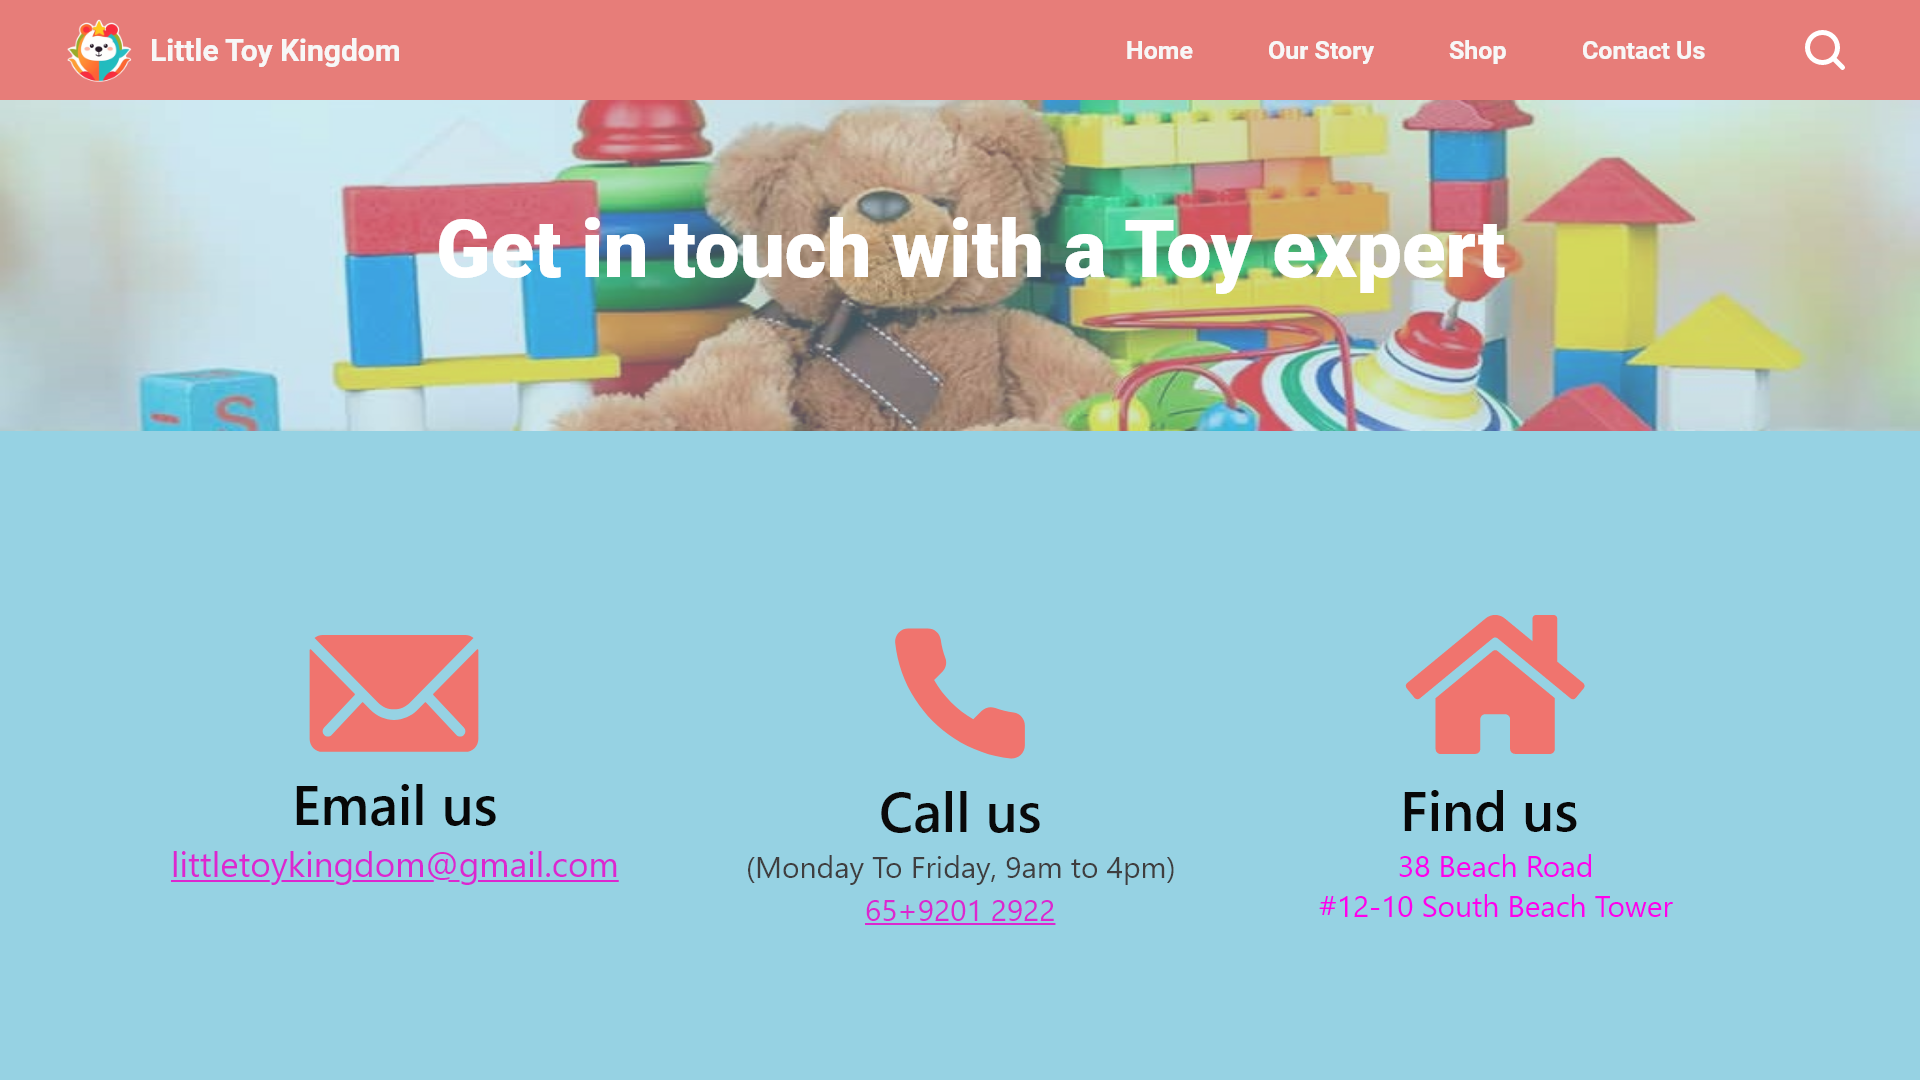 Little Toy Kingdom
Home
Our Story
Shop
Contact Us
Get in touch with a Toy expert
S
Email us
littletoykingdom@gmail.com
Call us
(Monday To Friday, 9am to 4pm)
65+9201 2922
Find us
38 Beach Road
#12-10 South Beach Tower